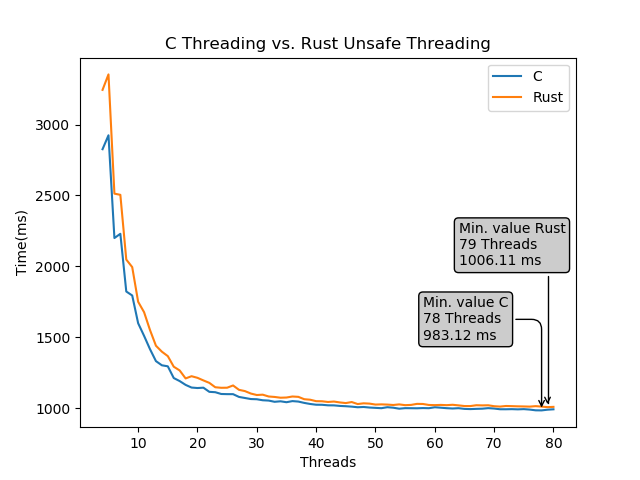 C Threading vs. Rust Unsafe Threading
C
Rust
3000
2500
2000
1500
1000
Time(ms)
Min. value Rust
79 Threads
1006.11 ms
Min. value C
78 Threads
983.12 ms
10 20 30 40 50 60 70 80
Threads